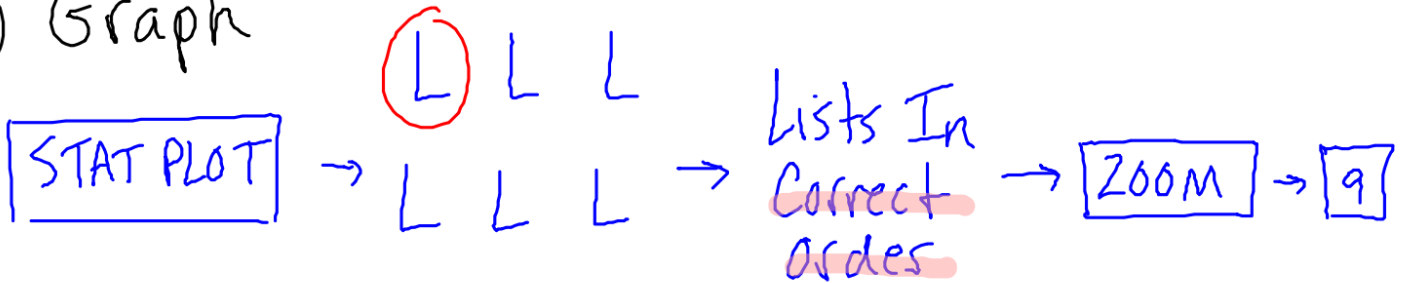 ) Graph
STAT PLOT → L L L
L L L → Lists In
Correct
Order → ZOOM → 9